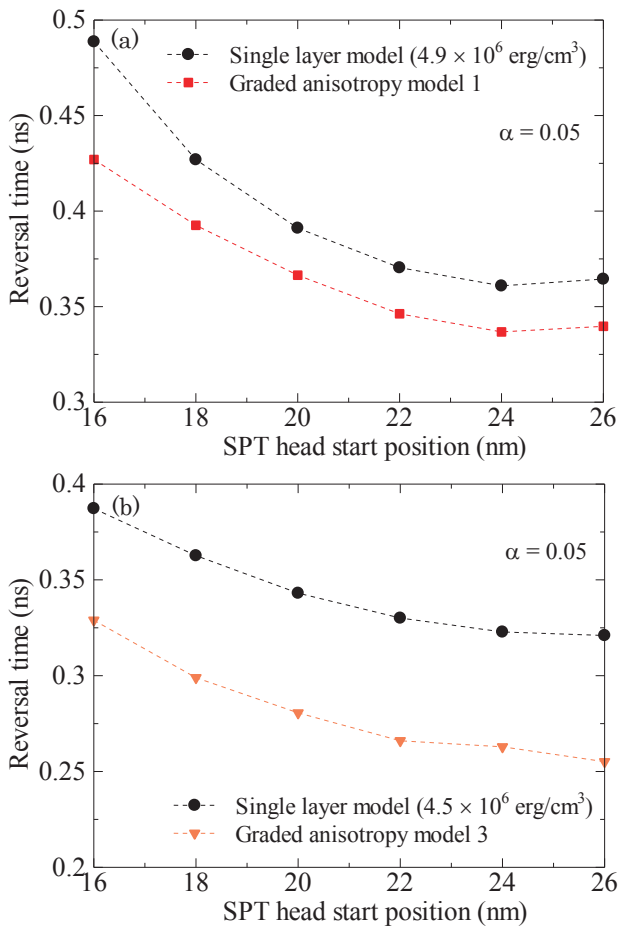 0.5
(a)
Single layer model (4.9 × 10⁶ erg/cm³)
Graded anisotropy model 1
0.45
α = 0.05
0.4
Reversal time (ns)
0.35
0.3
16 18 20 22 24 26
SPT head start position (nm)
0.4
(b)
α = 0.05
0.35
0.3
Reversal time (ns)
0.25
Single layer model (4.5 × 10⁶ erg/cm³)
Graded anisotropy model 3
0.2
16 18 20 22 24 26
SPT head start position (nm)